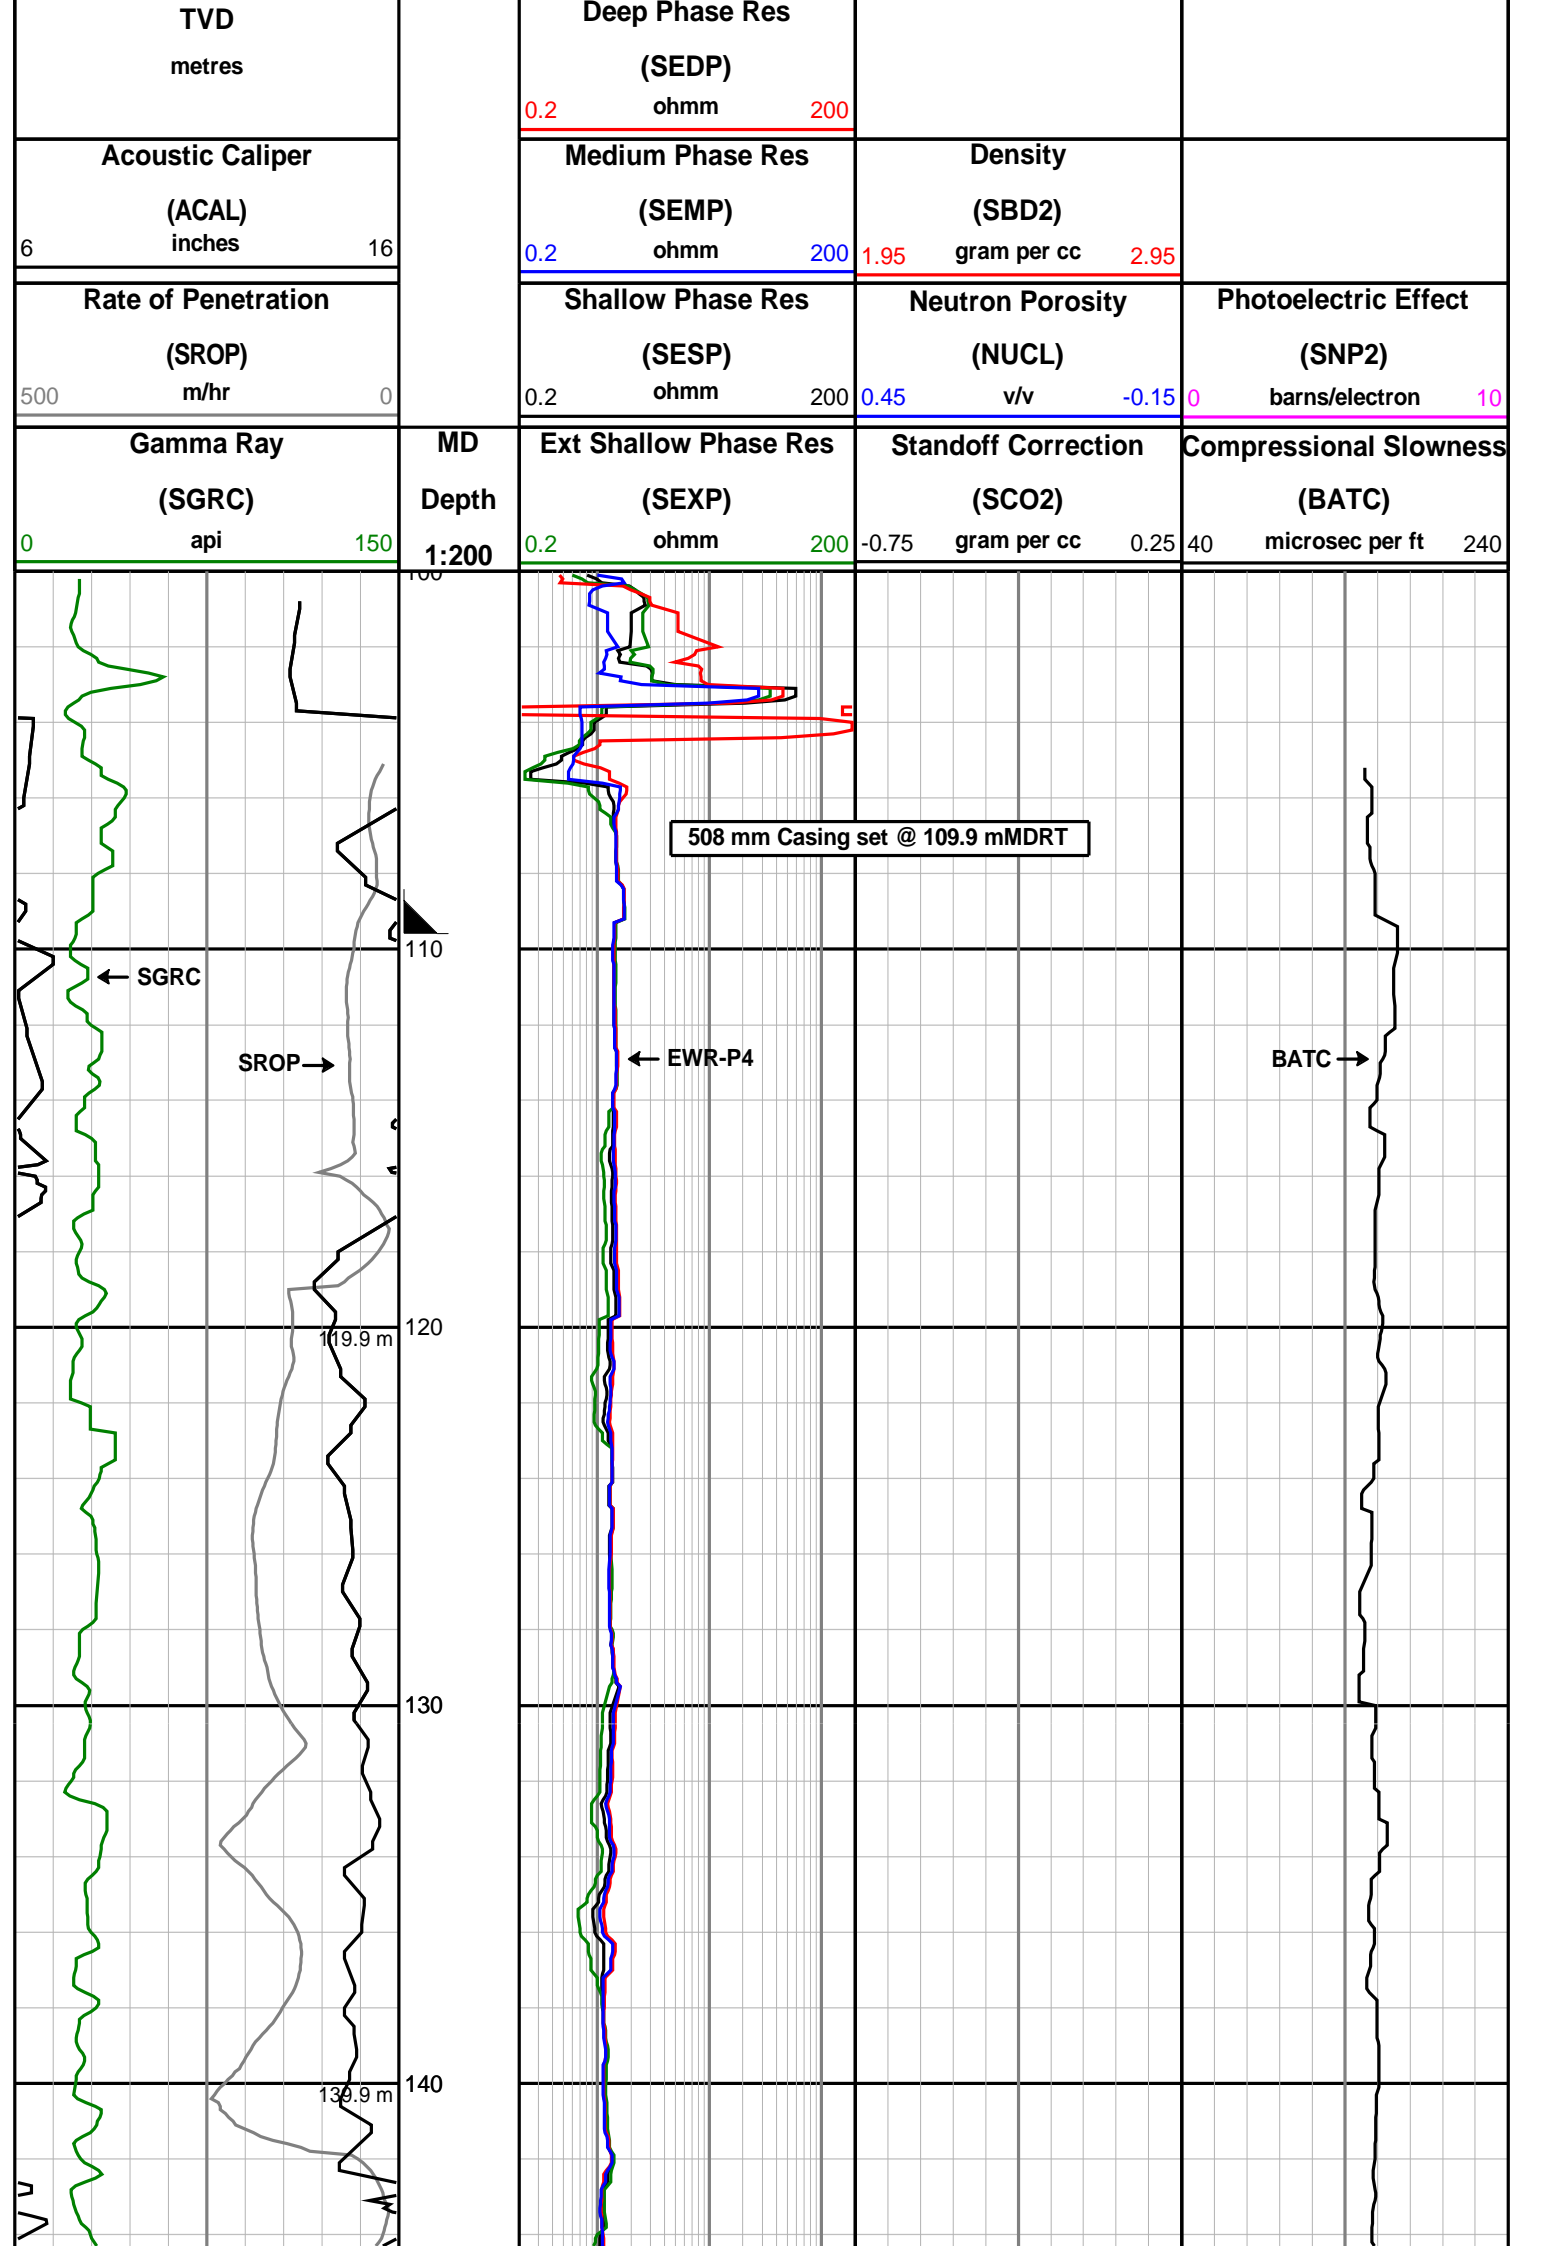 TVD
metres
Deep Phase Res
(SEDP)
0.2 ohmm 200
Acoustic Caliper
(ACAL)
6 inches 16
Medium Phase Res
(SEMP)
0.2 ohmm 200
Density
(SBD2)
1.95 gram per cc 2.95
Rate of Penetration
(SROP)
500 m/hr 0
Shallow Phase Res
(SESP)
0.2 ohmm 200
Neutron Porosity
(NUCL)
0.45 v/v -0.15
Photoelectric Effect
(SNP2)
0 barns/electron 10
Gamma Ray
(SGRC)
0 api 150
MD
Depth
1:200
Ext Shallow Phase Res
(SEXP)
0.2 ohmm 200
Standoff Correction
(SCO2)
-0.75 gram per cc 0.25
Compressional Slowness
(BATC)
40 microsec per ft 240
100
508 mm Casing set @ 109.9 mMDRT
110
SGRC
SROP
EWR-P4
BATC
120
119.9 m
130
140
139.9 m